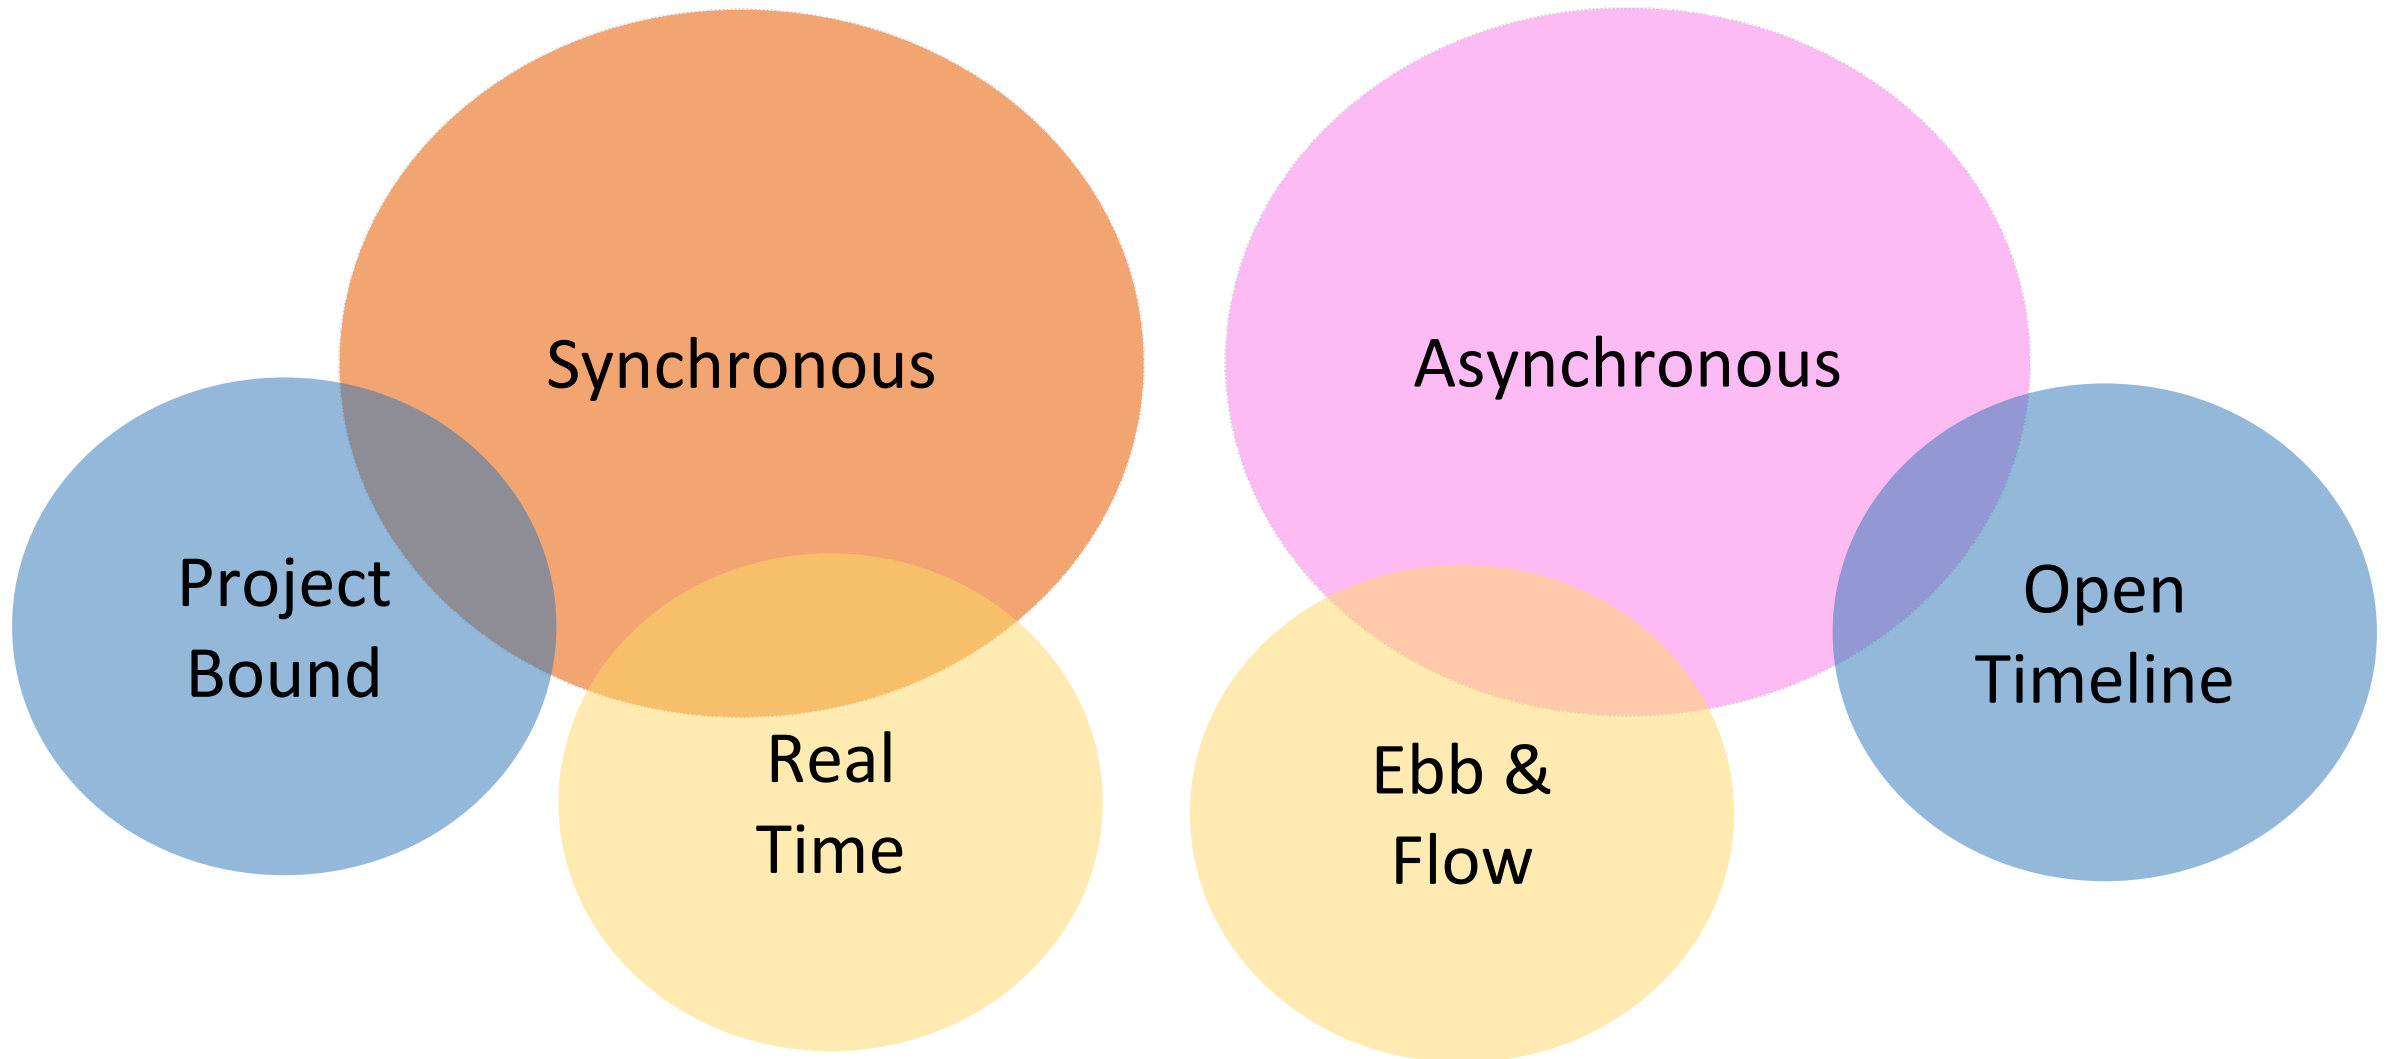 Synchronous
Asynchronous
Project
Bound
Real
Time
Ebb &
Flow
Open
Timeline